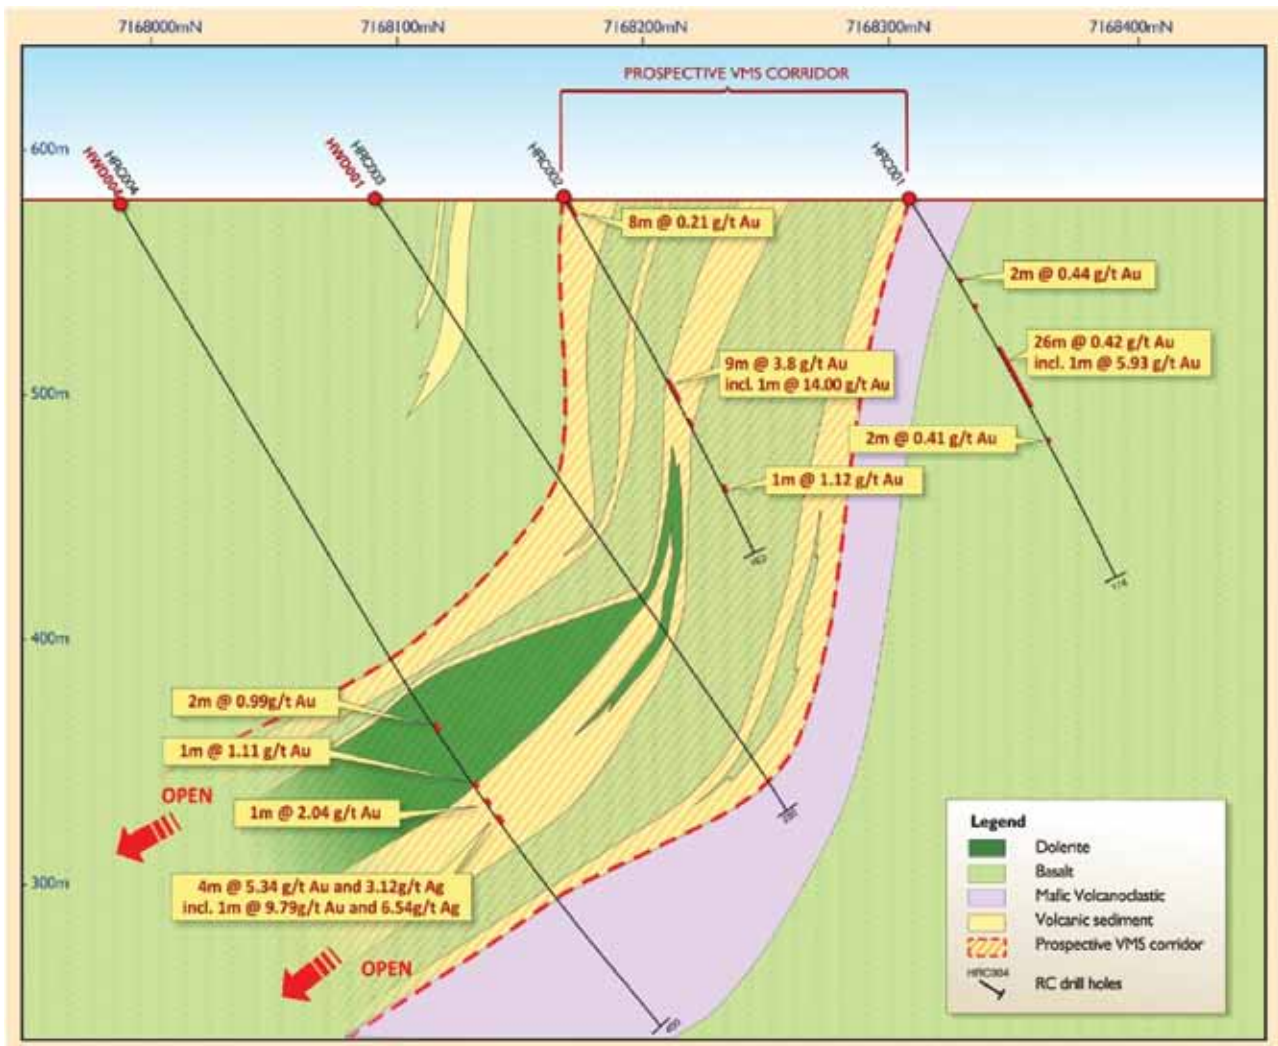 7168000mN 7168100mN 7168200mN 7168300mN 7168400mN
PROSPECTIVE VMS CORRIDOR
600m
HWD004
HRC004
HWD001
HRC003
HRC002
HRC001
8m @ 0.21 g/t Au
2m @ 0.44 g/t Au
26m @ 0.42 g/t Au
incl. 1m @ 5.93 g/t Au
9m @ 3.8 g/t Au
incl. 1m @ 14.00 g/t Au
500m
2m @ 0.41 g/t Au
1m @ 1.12 g/t Au
400m
2m @ 0.99g/t Au
1m @ 1.11 g/t Au
OPEN
1m @ 2.04 g/t Au
300m
4m @ 5.34 g/t Au and 3.12g/t Ag
incl. 1m @ 9.79g/t Au and 6.54g/t Ag
OPEN
400
Legend
Dolerite
Basalt
Mafic Volcanoclastic
Volcanic sediment
Prospective VMS corridor
HRC004
RC drill holes